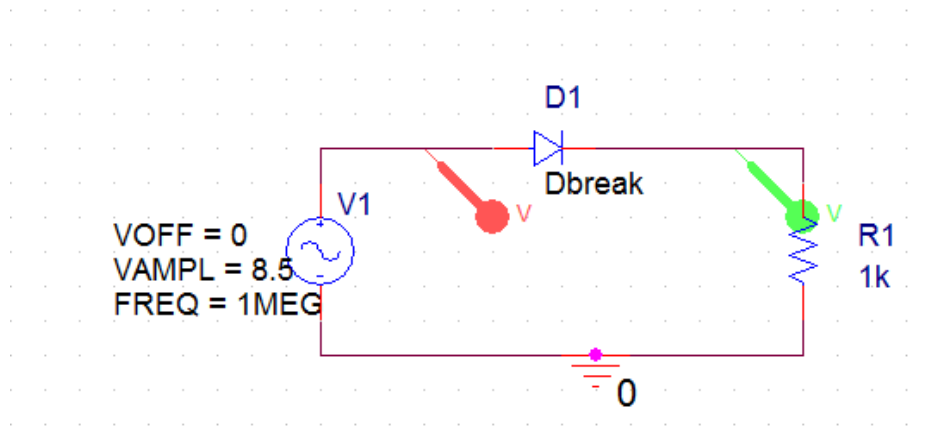 D1
Dbreak
V
V
V1
VOFF = 0
VAMPL = 8.5
FREQ = 1MEG
R1
1k
0